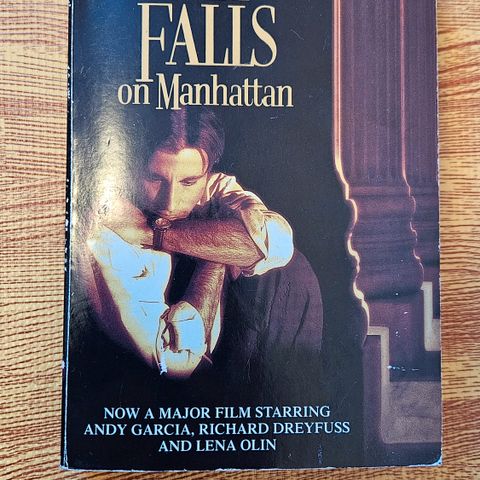 FALLS
on Manhattan
NOW A MAJOR FILM STARRING
ANDY GARCIA, RICHARD DREYFUSS
AND LENA OLIN